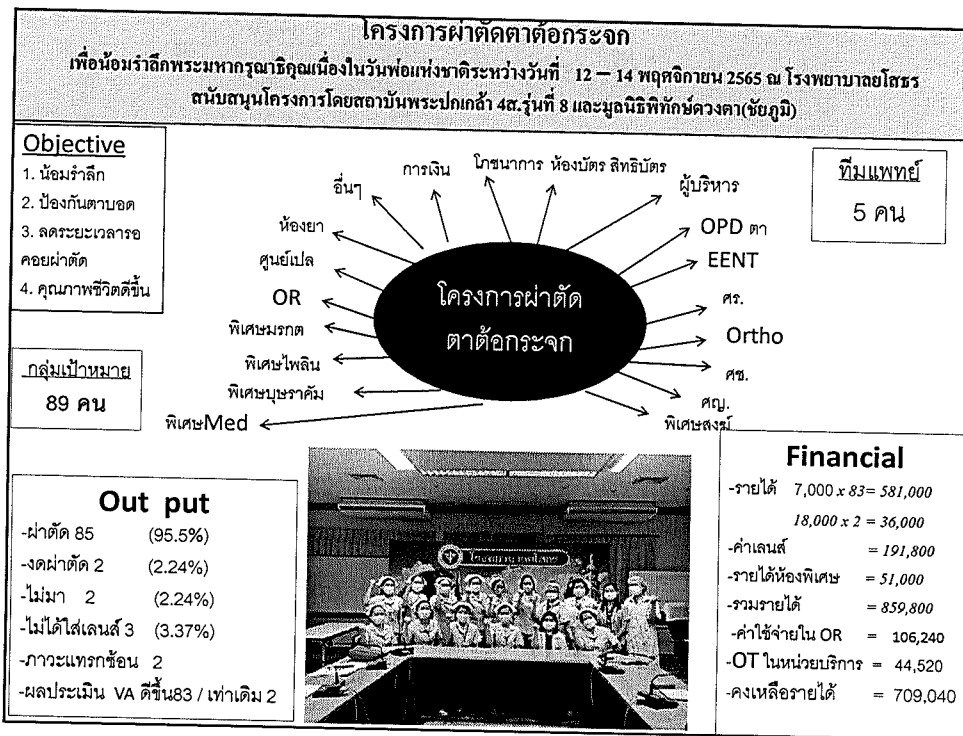 โครงการผ่าตัดตาต้อกระจก
เพื่อน้อมรำลึกพระมหากรุณาธิคุณเนื่องในวันพ่อแห่งชาติระหว่างวันที่ 12 – 14 พฤศจิกายน 2565 ณ โรงพยาบาลยโสธร
สนับสนุนโครงการโดยสถาบันพระปกเกล้า 4ส.รุ่นที่ 8 และมูลนิธิพิทักษ์ดวงตา(ชัยภูมิ)
Objective
1. น้อมรำลึก
2. ป้องกันตาบอด
3. ลดระยะเวลารอ
คอยผ่าตัด
4. คุณภาพชีวิตดีขึ้น
กลุ่มเป้าหมาย
89 คน
อื่นๆ
การเงิน
โภชนาการ
ห้องบัตร สิทธิบัตร
ผู้บริหาร
ห้องยา
ศูนย์เปล
OR
พิเศษมรกต
พิเศษไพลิน
พิเศษบุษราคัม
พิเศษMed
โครงการผ่าตัด
ตาต้อกระจก
OPD ตา
EENT
ศร.
Ortho
ศช.
ศญ.
พิเศษสงฆ์
ทีมแพทย์
5 คน
Out put
-ผ่าตัด 85 (95.5%)
-งดผ่าตัด 2 (2.24%)
-ไม่มา 2 (2.24%)
-ไม่ได้ใส่เลนส์ 3 (3.37%)
-ภาวะแทรกซ้อน 2
-ผลประเมิน VA ดีขึ้น83 / เท่าเดิม 2
โรงพยาบาลยโสธร
Financial
-รายได้ 7,000 x 83= 581,000
18,000 x 2 = 36,000
-ค่าเลนส์ = 191,800
-รายได้ห้องพิเศษ = 51,000
-รวมรายได้ = 859,800
-ค่าใช้จ่ายใน OR = 106,240
-OT ในหน่วยบริการ = 44,520
-คงเหลือรายได้ = 709,040